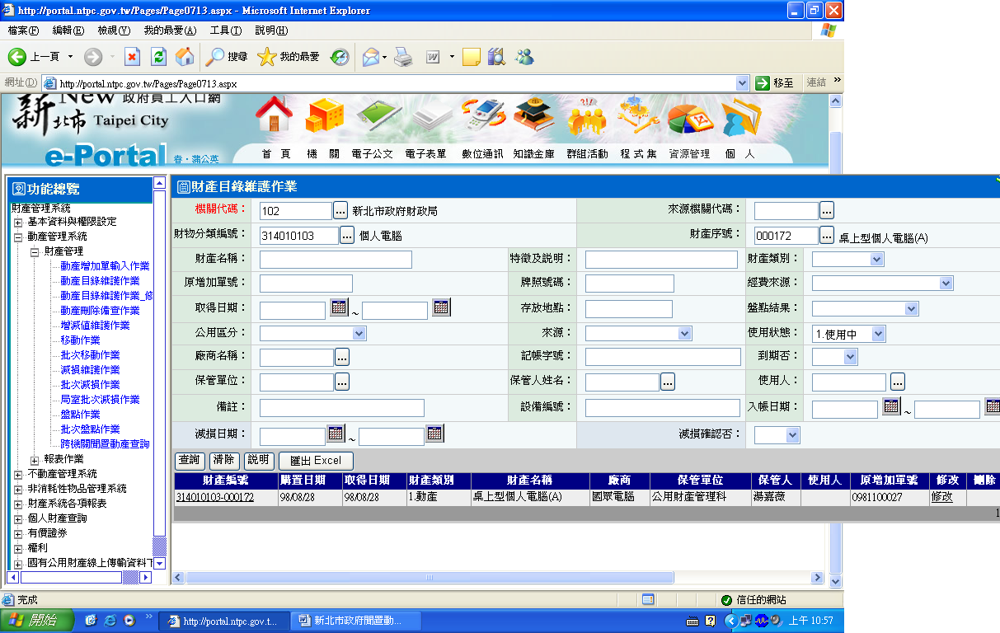 http://portal.ntpc.gov.tw/Pages/Page0713.aspx - Microsoft Internet Explorer
檔案(F) 編輯(E) 檢視(V) 我的最愛(A) 工具(T) 說明(H)
上一頁 搜尋 我的最愛
網址(D) http://portal.ntpc.gov.tw/Pages/Page0713.aspx 移至 連結 »
新北市 New Taipei City 政府員工入口網
e-Portal 春‧蒲公英
首 頁 機 關 電子公文 電子表單 數位通訊 知識金庫 群組活動 程 式 集 資源管理 個 人
功能總覽
財產管理系統
基本資料與權限設定
動產管理系統
財產管理
動產增加單輸入作業
動產目錄維護作業
動產目錄維護作業_修
動產刪除備查作業
增減值維護作業
移動作業
批次移動作業
減損維護作業
批次減損作業
局室批次減損作業
盤點作業
批次盤點作業
跨機關閒置動產查詢
報表作業
不動產管理系統
非消耗性物品管理系統
財產系統各項報表
個人財產查詢
有價證券
權利
國有公用財產線上傳輸資料下
財產目錄維護作業
機關代碼： 102 ... 新北市政府財政局 來源機關代碼： ...
財物分類編號： 314010103 ... 個人電腦 財產序號： 000172 ... 桌上型個人電腦(A)
財產名稱： 特徵及說明： 財產類別：
原增加單號： 牌照號碼： 經費來源：
取得日期： ~ 存放地點： 盤點結果：
公用區分： 來源： 使用狀態： 1.使用中
廠商名稱： ... 記帳字號： 到期否：
保管單位： ... 保管人姓名： ... 使用人： ...
備註： 設備編號： 入帳日期： ~
減損日期： ~ 減損確認否：
查詢 清除 說明 匯出 Excel
財產編號 購置日期 取得日期 財產類別 財產名稱 廠商 保管單位 保管人 使用人 原增加單號 修改 刪除
314010103-000172 98/08/28 98/08/28 1.動產 桌上型個人電腦(A) 國眾電腦 公用財產管理科 湯嘉薇 0981100027 修改
1
完成 信任的網站
開始 » http://portal.ntpc.gov.t... 新北市政府閒置動... 上午 10:57